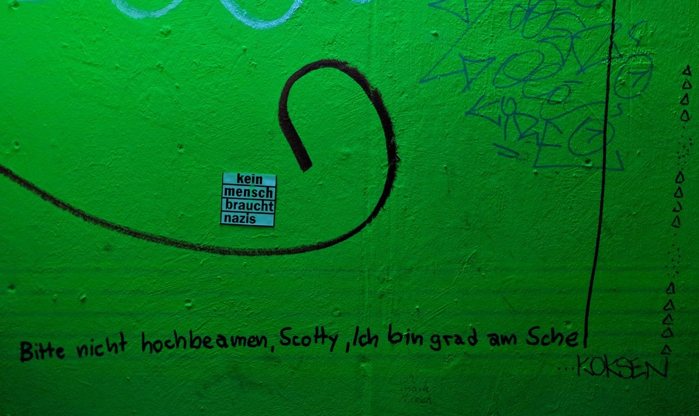 kein
mensch
braucht
nazis
Bitte nicht hochbeamen, Scotty, Ich bin grad am Sche
...KOKSEN